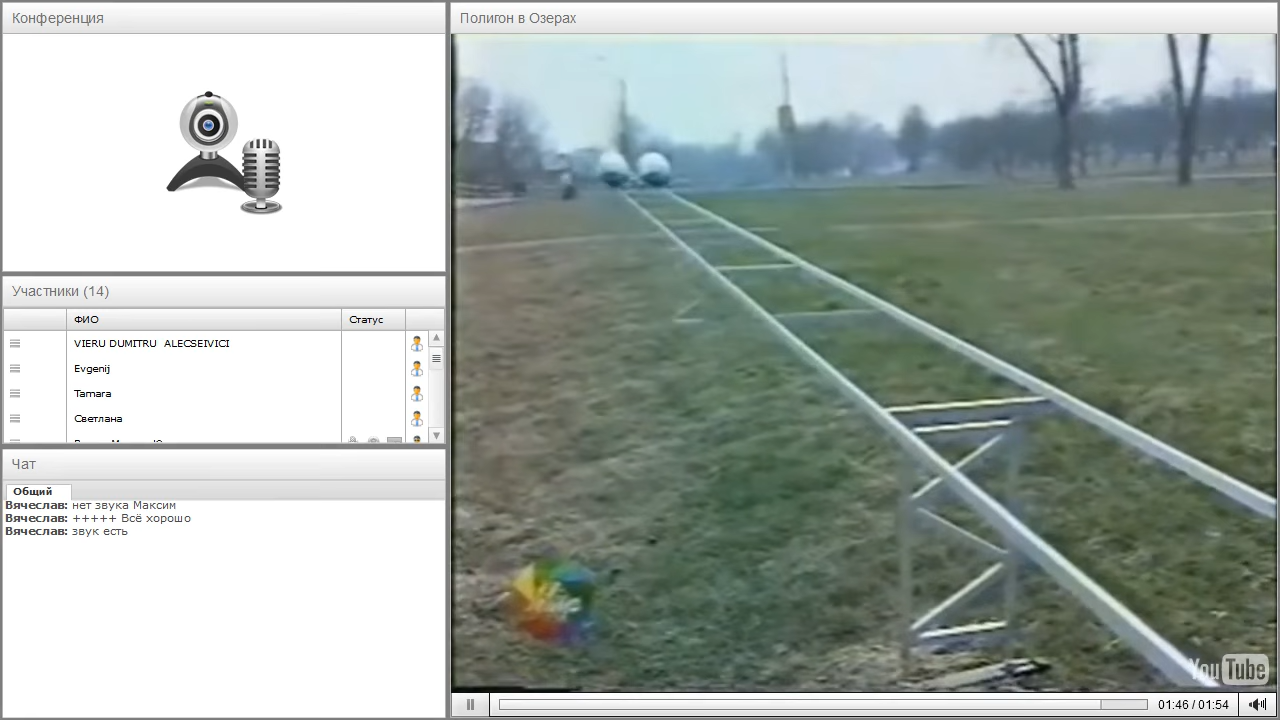 Конференция
Участники (14)
ФИО
Статус
VIERU DUMITRU ALECSEIVICI
Evgenij
Tamara
Светлана
Чат
Общий
Вячеслав: нет звука Максим
Вячеслав: +++++ Всё хорошо
Вячеслав: звук есть
Полигон в Озерах
YouTube
01:46 / 01:54